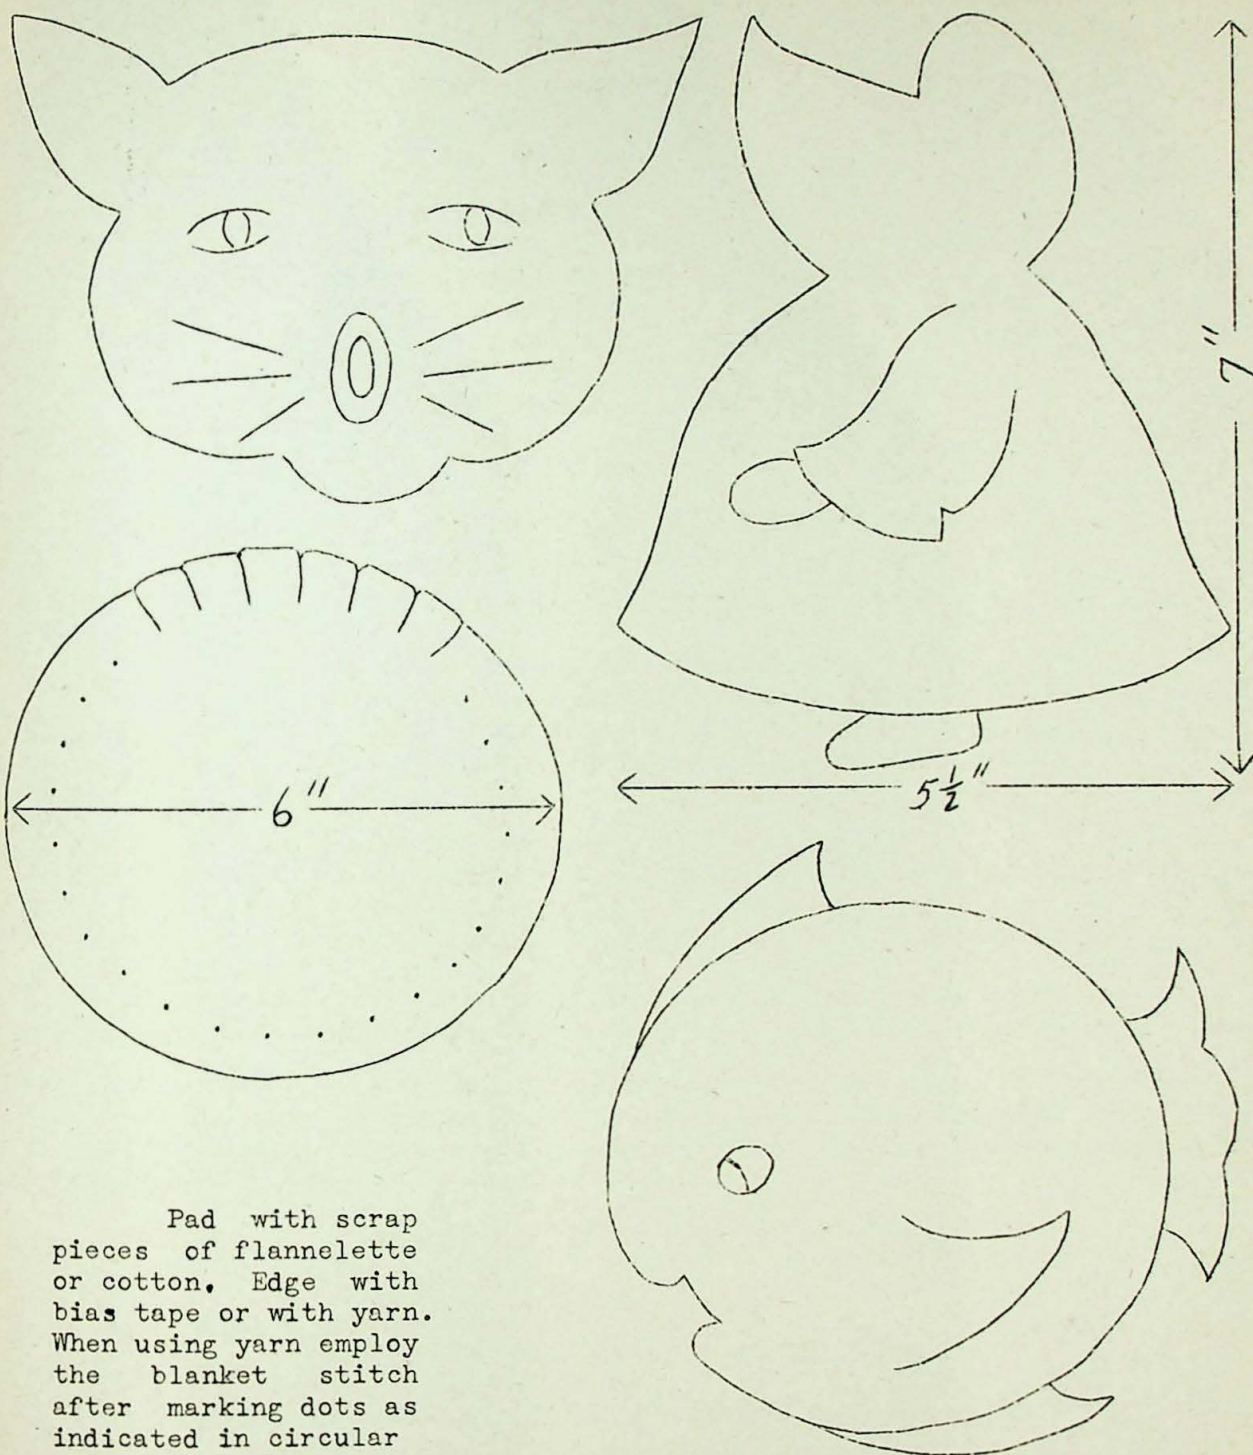 7"
6"
5 1/2"
Pad with scrap
pieces of flannelette
or cotton. Edge with
bias tape or with yarn.
When using yarn employ
the blanket stitch
after marking dots as
indicated in circular